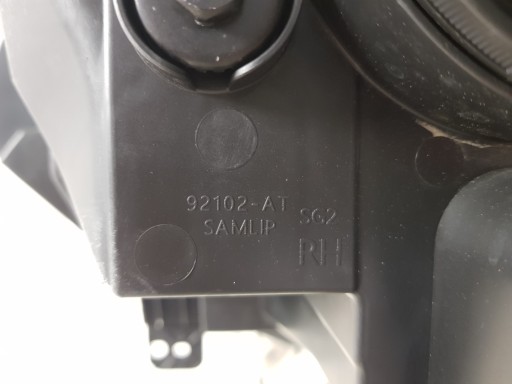 92102-AT
SAMLIP
SG2
RH